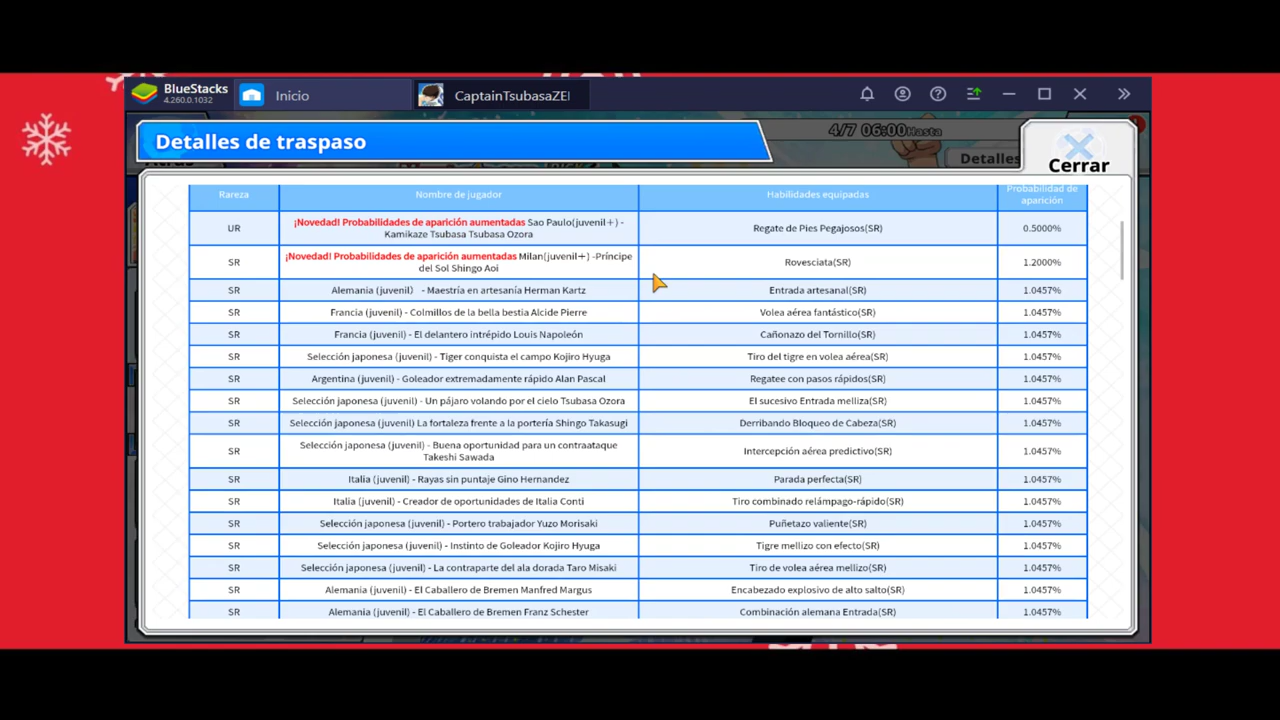 BlueStacks
4.260.0.1032
Inicio
CaptainTsubasaZE
4/7 06:00Hasta
Detalles de traspaso
Detalles
Cerrar
Atrás
Rareza Nombre de jugador Habilidades equipadas Probabilidad de
aparición
UR ¡Novedad! Probabilidades de aparición aumentadas Sao Paulo(juvenil+) -
Kamikaze Tsubasa Tsubasa Ozora Regate de Pies Pegajosos(SR) 0.5000%
SR ¡Novedad! Probabilidades de aparición aumentadas Milan(juvenil+) -Príncipe
del Sol Shingo Aoi Rovesciata(SR) 1.2000%
SR Alemania (juvenil) - Maestría en artesanía Herman Kartz Entrada artesanal(SR) 1.0457%
SR Francia (juvenil) - Colmillos de la bella bestia Alcide Pierre Volea aérea fantástico(SR) 1.0457%
SR Francia (juvenil) - El delantero intrépido Louis Napoleón Cañonazo del Tornillo(SR) 1.0457%
SR Selección japonesa (juvenil) - Tiger conquista el campo Kojiro Hyuga Tiro del tigre en volea aérea(SR) 1.0457%
SR Argentina (juvenil) - Goleador extremadamente rápido Alan Pascal Regatee con pasos rápidos(SR) 1.0457%
SR Selección japonesa (juvenil) - Un pájaro volando por el cielo Tsubasa Ozora El sucesivo Entrada melliza(SR) 1.0457%
SR Selección japonesa (juvenil) La fortaleza frente a la portería Shingo Takasugi Derribando Bloqueo de Cabeza(SR) 1.0457%
SR Selección japonesa (juvenil) - Buena oportunidad para un contraataque
Takeshi Sawada Intercepción aérea predictivo(SR) 1.0457%
SR Italia (juvenil) - Rayas sin puntaje Gino Hernandez Parada perfecta(SR) 1.0457%
SR Italia (juvenil) - Creador de oportunidades de Italia Conti Tiro combinado relámpago-rápido(SR) 1.0457%
SR Selección japonesa (juvenil) - Portero trabajador Yuzo Morisaki Puñetazo valiente(SR) 1.0457%
SR Selección japonesa (juvenil) - Instinto de Goleador Kojiro Hyuga Tigre mellizo con efecto(SR) 1.0457%
SR Selección japonesa (juvenil) - La contraparte del ala dorada Taro Misaki Tiro de volea aérea mellizo(SR) 1.0457%
SR Alemania (juvenil) - El Caballero de Bremen Manfred Margus Encabezado explosivo de alto salto(SR) 1.0457%
SR Alemania (juvenil) - El Caballero de Bremen Franz Schester Combinación alemana Entrada(SR) 1.0457%